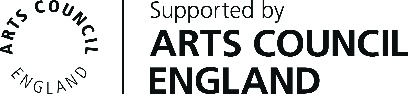 ARTS COUNCIL
ENGLAND
Supported by
ARTS COUNCIL
ENGLAND